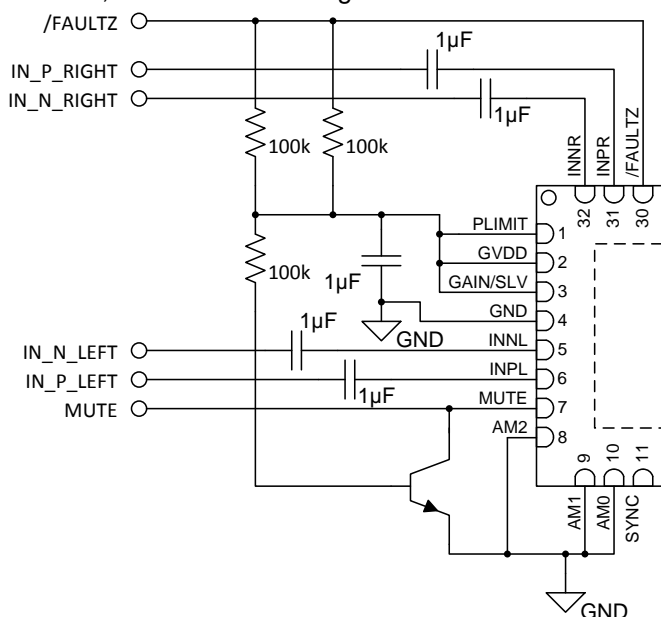 /FAULTZ
1µF
IN_P_RIGHT
IN_N_RIGHT
1µF
100k
100k
INNR
INPR
/FAULTZ
32
31
30
PLIMIT
1
GVDD
2
100k
1µF
GAIN/SLV
3
GND
4
1µF
GND
IN_N_LEFT
INNL
5
IN_P_LEFT
INPL
6
1µF
MUTE
MUTE
7
AM2
8
9
10
11
AM1
AM0
SYNC
GND